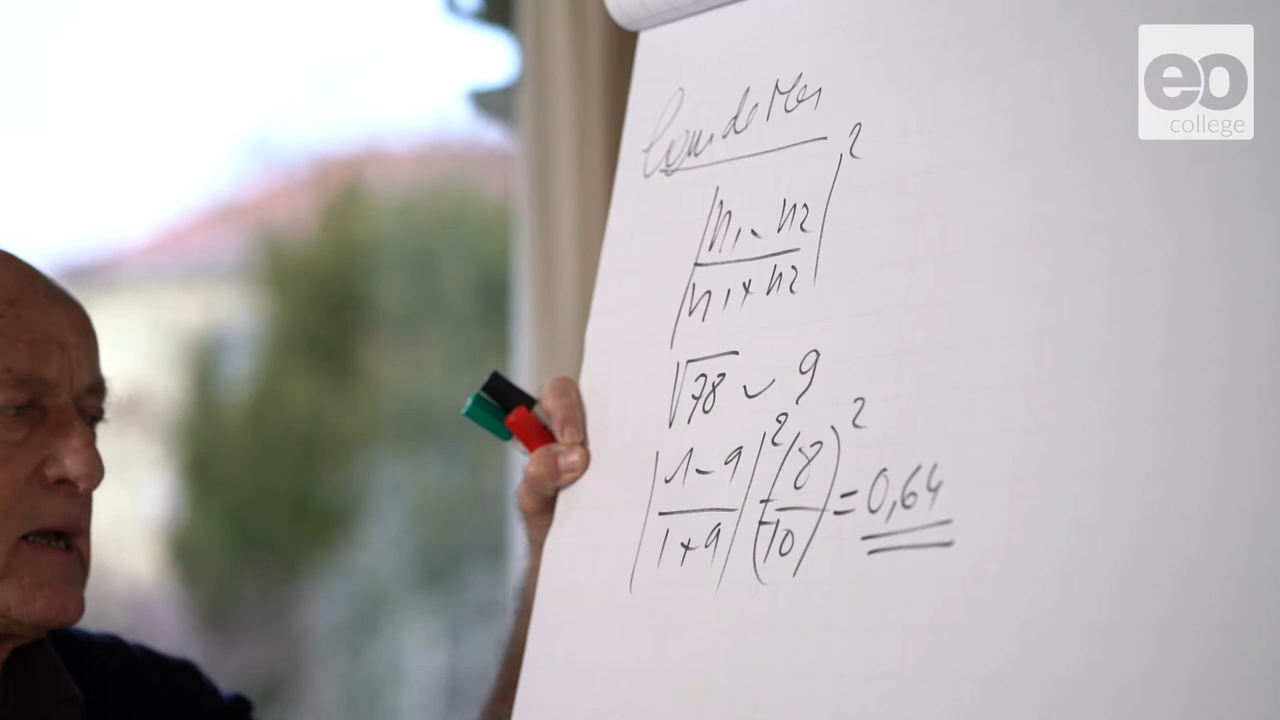 |n1 - n2 / n1 + n2|²
√78 ~ 9
|1-9 / 1+9|² = (8/10)² = 0,64
eo
college